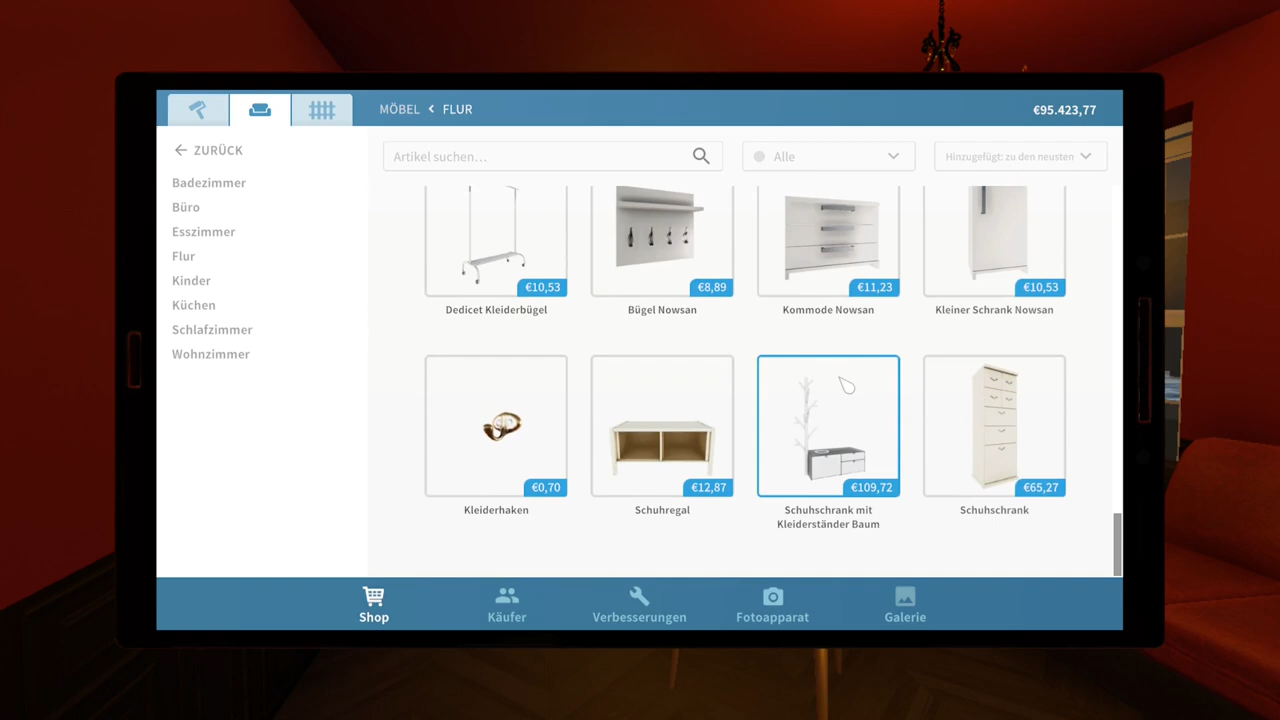 MÖBEL < FLUR
€95.423,77
← ZURÜCK
Artikel suchen...
Alle
Hinzugefügt: zu den neusten
Badezimmer
Büro
Esszimmer
Flur
Kinder
Küchen
Schlafzimmer
Wohnzimmer
€10,53
€8,89
€11,23
€10,53
Dedicet Kleiderbügel
Bügel Nowsan
Kommode Nowsan
Kleiner Schrank Nowsan
€0,70
€12,87
€109,72
€65,27
Kleiderhaken
Schuhregal
Schuhschrank mit
Kleiderständer Baum
Schuhschrank
Shop
Käufer
Verbesserungen
Fotoapparat
Galerie